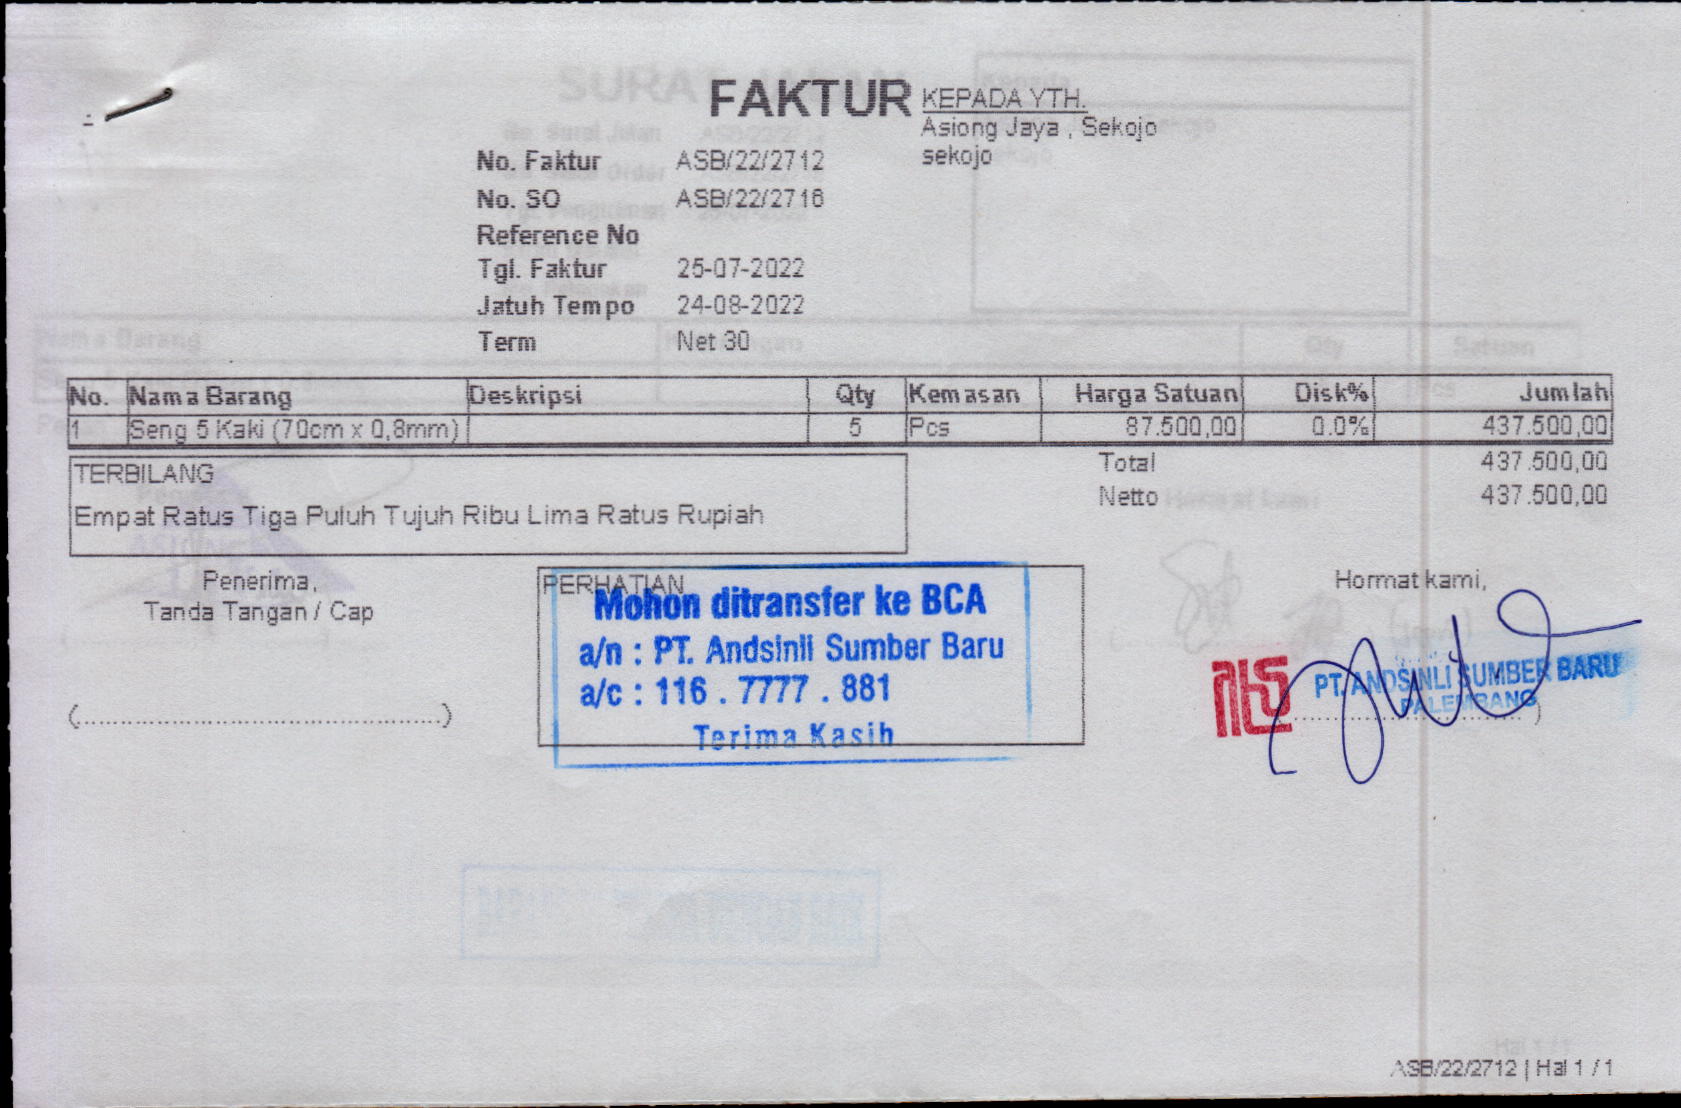 FAKTUR
KEPADA YTH.
Asiong Jaya , Sekojo
sekojo
No. Faktur ASB/22/2712
No. SO ASB/22/2716
Reference No
Tgl. Faktur 25-07-2022
Jatuh Tempo 24-08-2022
Term Net 30
No. Nama Barang Deskripsi Qty Kemasan Harga Satuan Disk% Jumlah
1 Seng 5 Kaki (70cm x 0,8mm) 5 Pcs 87.500,00 0.0% 437.500,00
Total 437.500,00
Netto 437.500,00
TERBILANG
Empat Ratus Tiga Puluh Tujuh Ribu Lima Ratus Rupiah
Penerima,
Tanda Tangan / Cap
(....................................................)
PERHATIAN
Mohon ditransfer ke BCA
a/n : PT. Andsinli Sumber Baru
a/c : 116 . 7777 . 881
Terima Kasih
Hormat kami,
PT. ANDSINLI SUMBER BARU
PALEMBANG
ASB/22/2712 | Hal 1 / 1